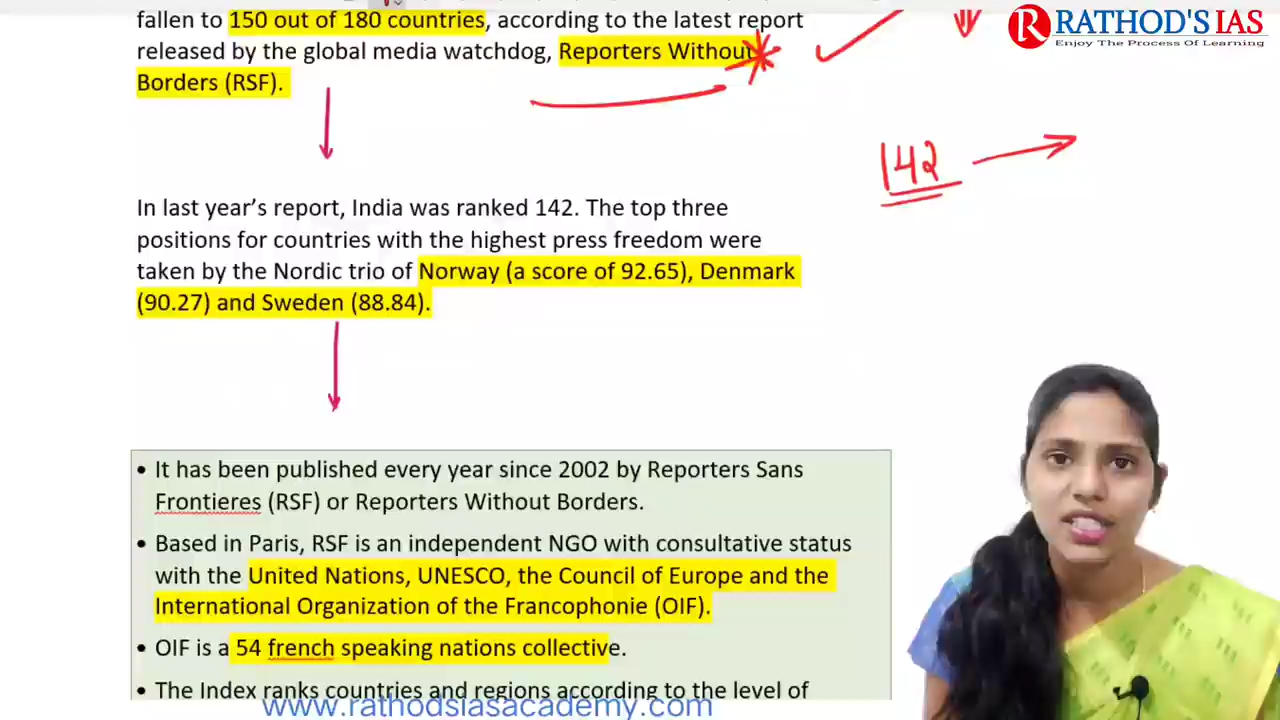 fallen to 150 out of 180 countries, according to the latest report
released by the global media watchdog, Reporters Without
Borders (RSF).
RATHOD'S IAS
Enjoy The Process Of Learning
R
142
In last year's report, India was ranked 142. The top three
positions for countries with the highest press freedom were
taken by the Nordic trio of Norway (a score of 92.65), Denmark
(90.27) and Sweden (88.84).
• It has been published every year since 2002 by Reporters Sans
Frontieres (RSF) or Reporters Without Borders.
• Based in Paris, RSF is an independent NGO with consultative status
with the United Nations, UNESCO, the Council of Europe and the
International Organization of the Francophonie (OIF).
• OIF is a 54 french speaking nations collective.
• The Index ranks countries and regions according to the level of
www.rathodsiasacademy.com